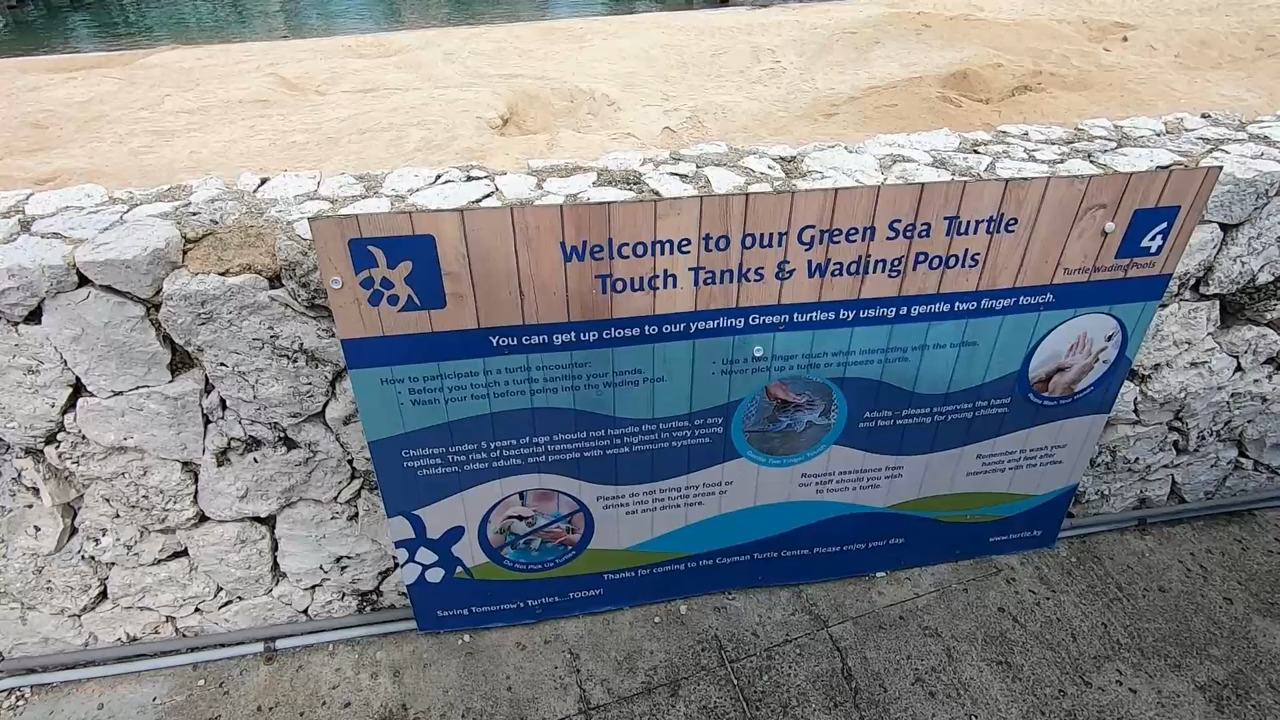 Welcome to our Green Sea Turtle
Touch Tanks & Wading Pools
4
Turtle Wading Pools
You can get up close to our yearling Green turtles by using a gentle two finger touch.
How to participate in a turtle encounter:
• Before you touch a turtle sanitise your hands.
• Wash your feet before going into the Wading Pool.
• Use a two finger touch when interacting with the turtles.
• Never pick up a turtle or squeeze a turtle.
Please Wash Your Hands
Children under 5 years of age should not handle the turtles, or any
reptiles. The risk of bacterial transmission is highest in very young
children, older adults, and people with weak immune systems.
Gentle Two Finger Touch
Adults – please supervise the hand
and feet washing for young children.
Do Not Pick Up Turtles
Please do not bring any food or
drinks into the turtle areas or
eat and drink here.
Request assistance from
our staff should you wish
to touch a turtle.
Remember to wash your
hands and feet after
interacting with the turtles.
Thanks for coming to the Cayman Turtle Centre. Please enjoy your day.
www.turtle.ky
Saving Tomorrow's Turtles....TODAY!